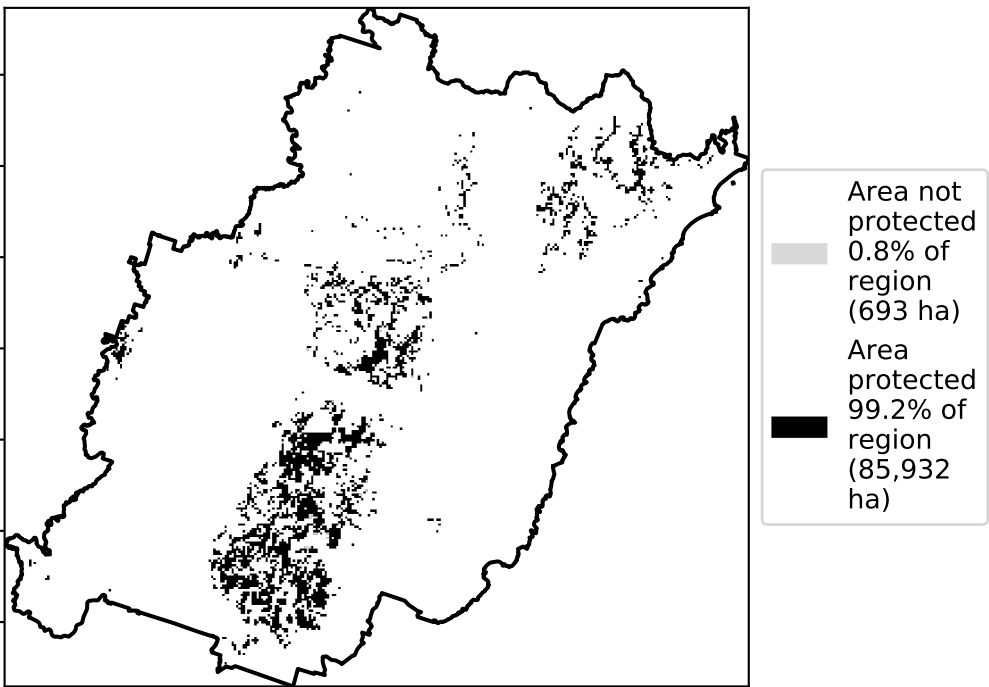 Area not
protected
0.8% of
region
(693 ha)
Area
protected
99.2% of
region
(85,932
ha)